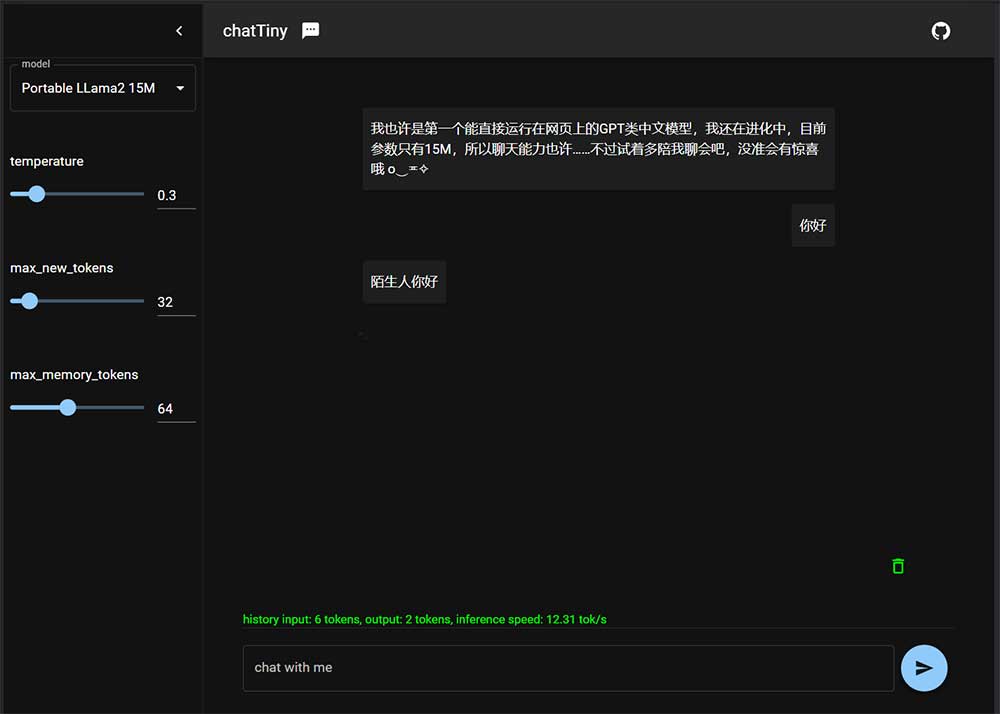 chatTiny
model
Portable LLama2 15M
temperature
0.3
max_new_tokens
32
max_memory_tokens
64
我也许是第一个能直接运行在网页上的GPT类中文模型，我还在进化中，目前
参数只有15M，所以聊天能力也许……不过试着多陪我聊会吧，没准会有惊喜
哦 o‿≖✧
你好
陌生人你好
history input: 6 tokens, output: 2 tokens, inference speed: 12.31 tok/s
chat with me